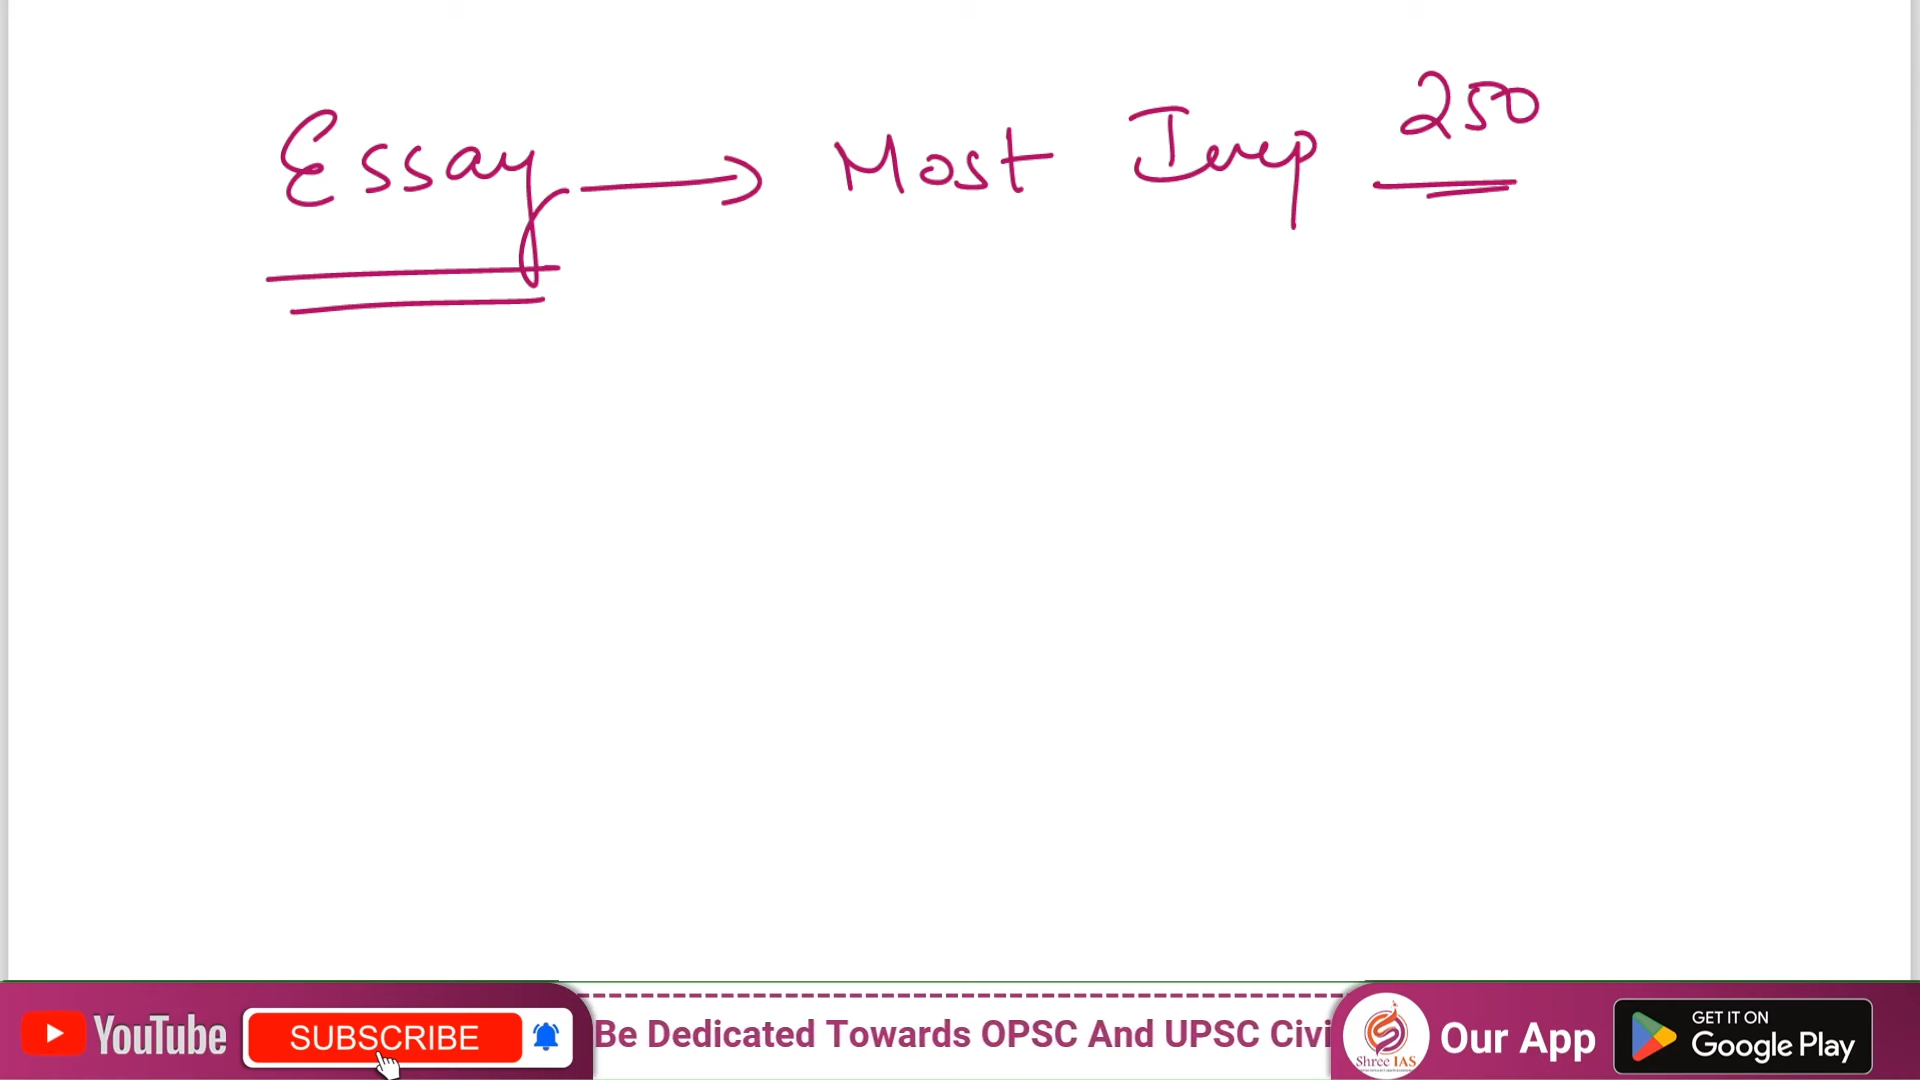 Essay → Most Imp 250
YouTube SUBSCRIBE Be Dedicated Towards OPSC And UPSC Civi Shree IAS Our App GET IT ON Google Play